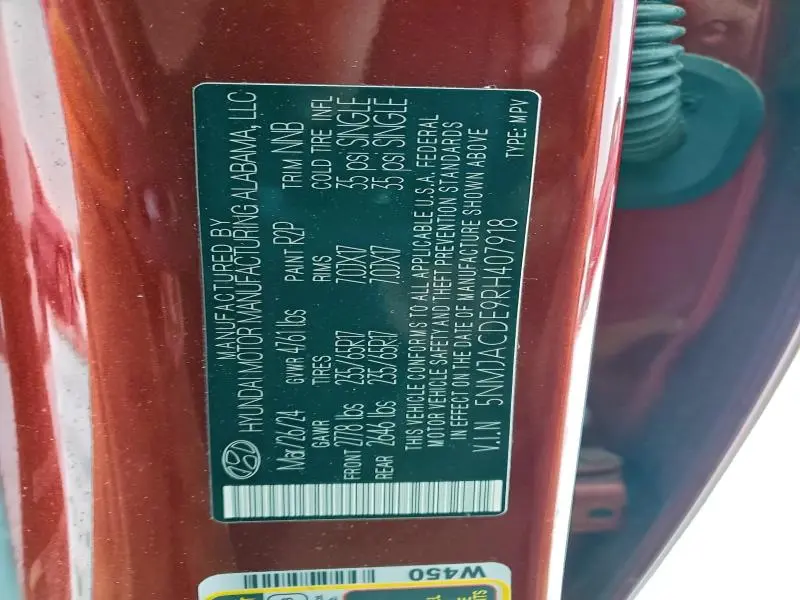 MANUFACTURED BY
HYUNDAI MOTOR MANUFACTURING ALABAMA, LLC
Mar/26/24 GVWR 4761 lbs PAINT R2P TRIM NNB
GAWR TIRES RIMS COLD TIRE INFL
FRONT 2778 lbs 235/65R17 7.0JX17 35 psi SINGLE
REAR 2646 lbs 235/65R17 7.0JX17 35 psi SINGLE
THIS VEHICLE CONFORMS TO ALL APPLICABLE U.S.A. FEDERAL
MOTOR VEHICLE SAFETY AND THEFT PREVENTION STANDARDS
IN EFFECT ON THE DATE OF MANUFACTURE SHOWN ABOVE
V.I.N 5NMJACDE9RH407918 TYPE: MPV
W450